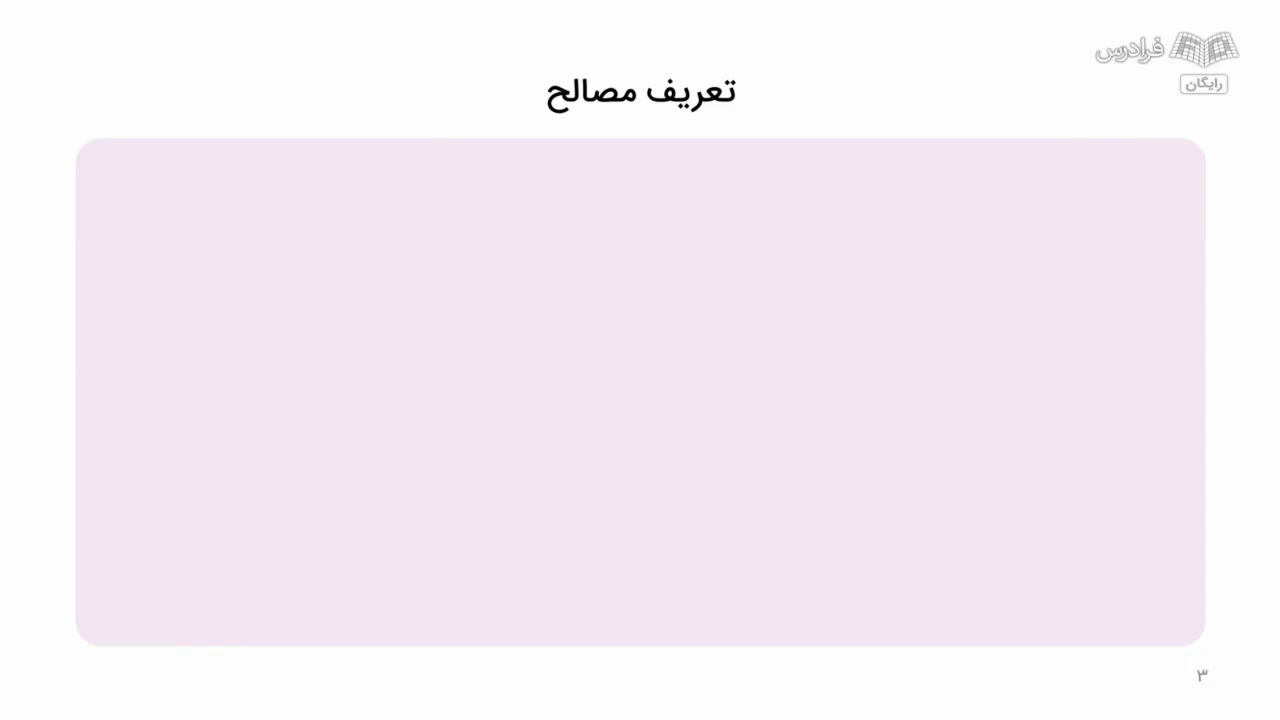 فرادرس
رایگان
تعریف مصالح
۳